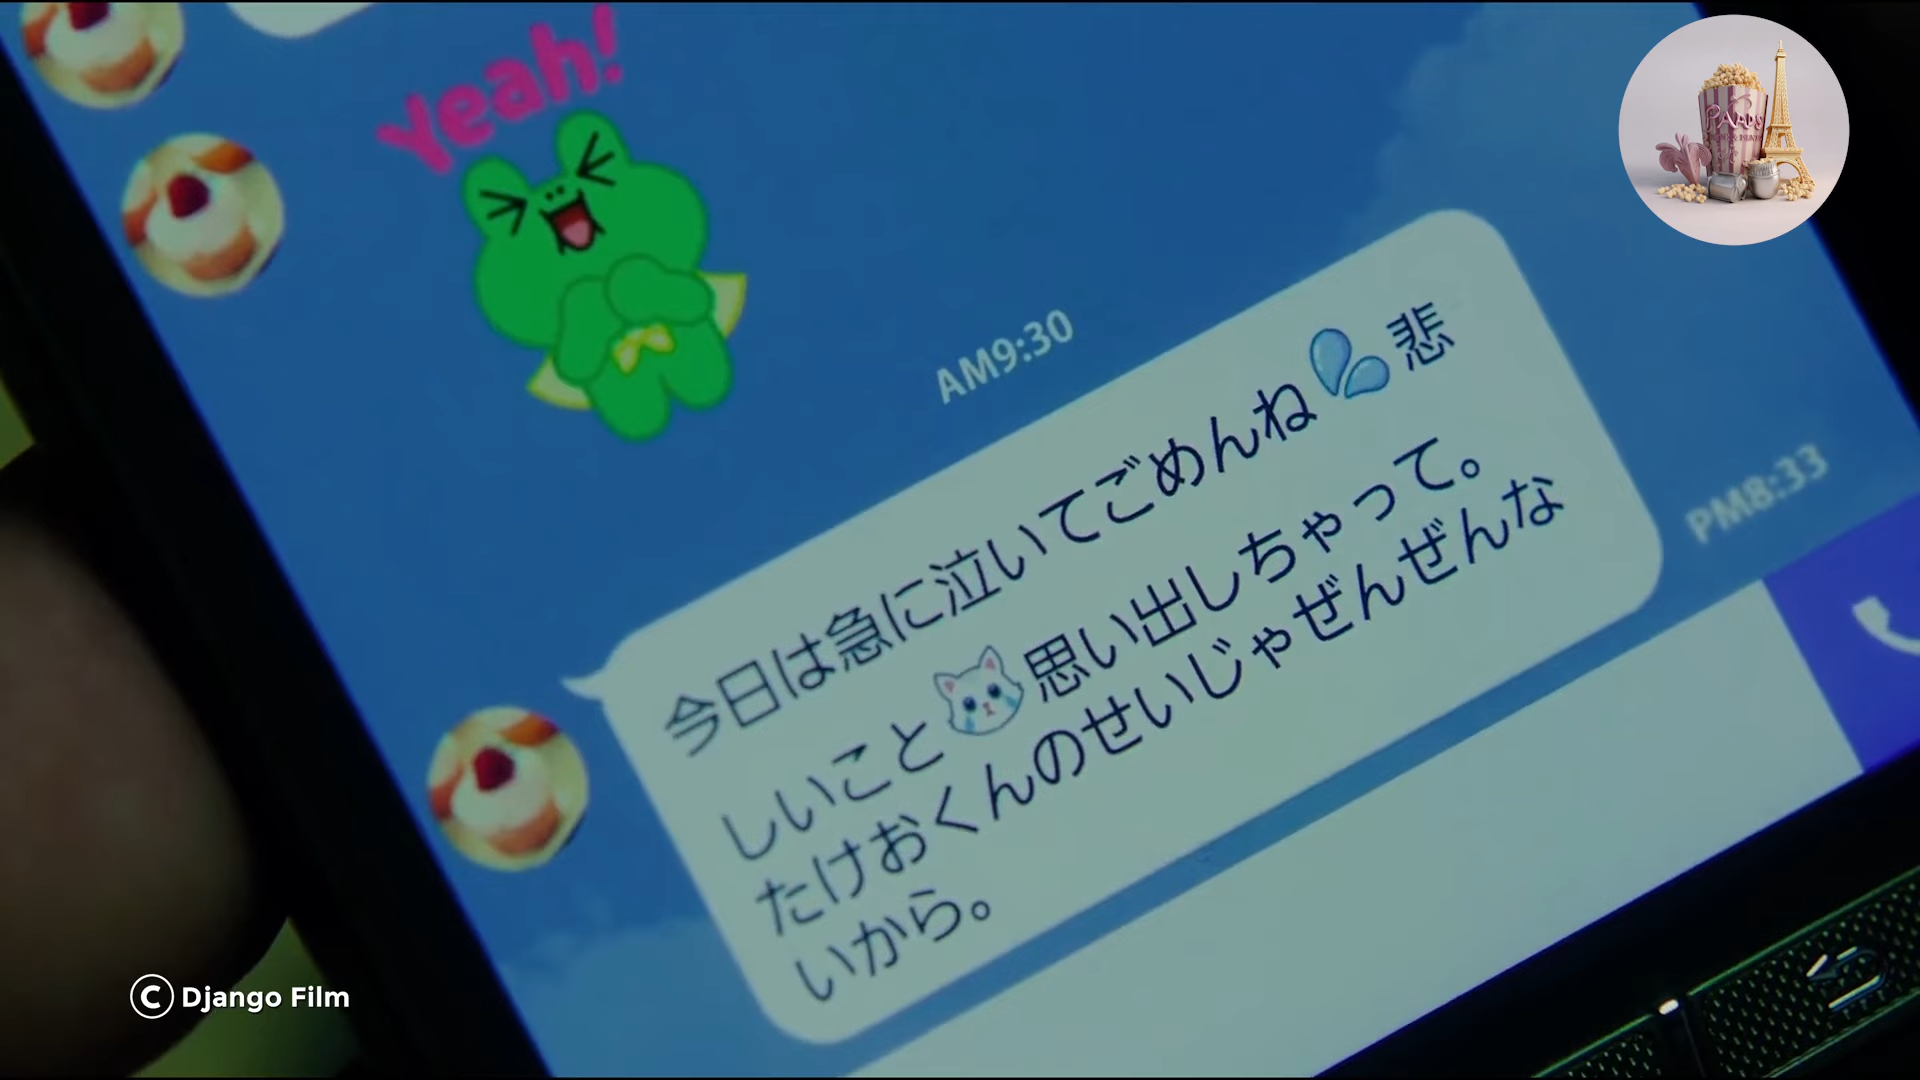 Yeah!
AM9:30
今日は急に泣いてごめんね💦悲
しいこと😿思い出しちゃって。
たけおくんのせいじゃぜんぜんな
いから。
PM8:33
PARIS
© Django Film